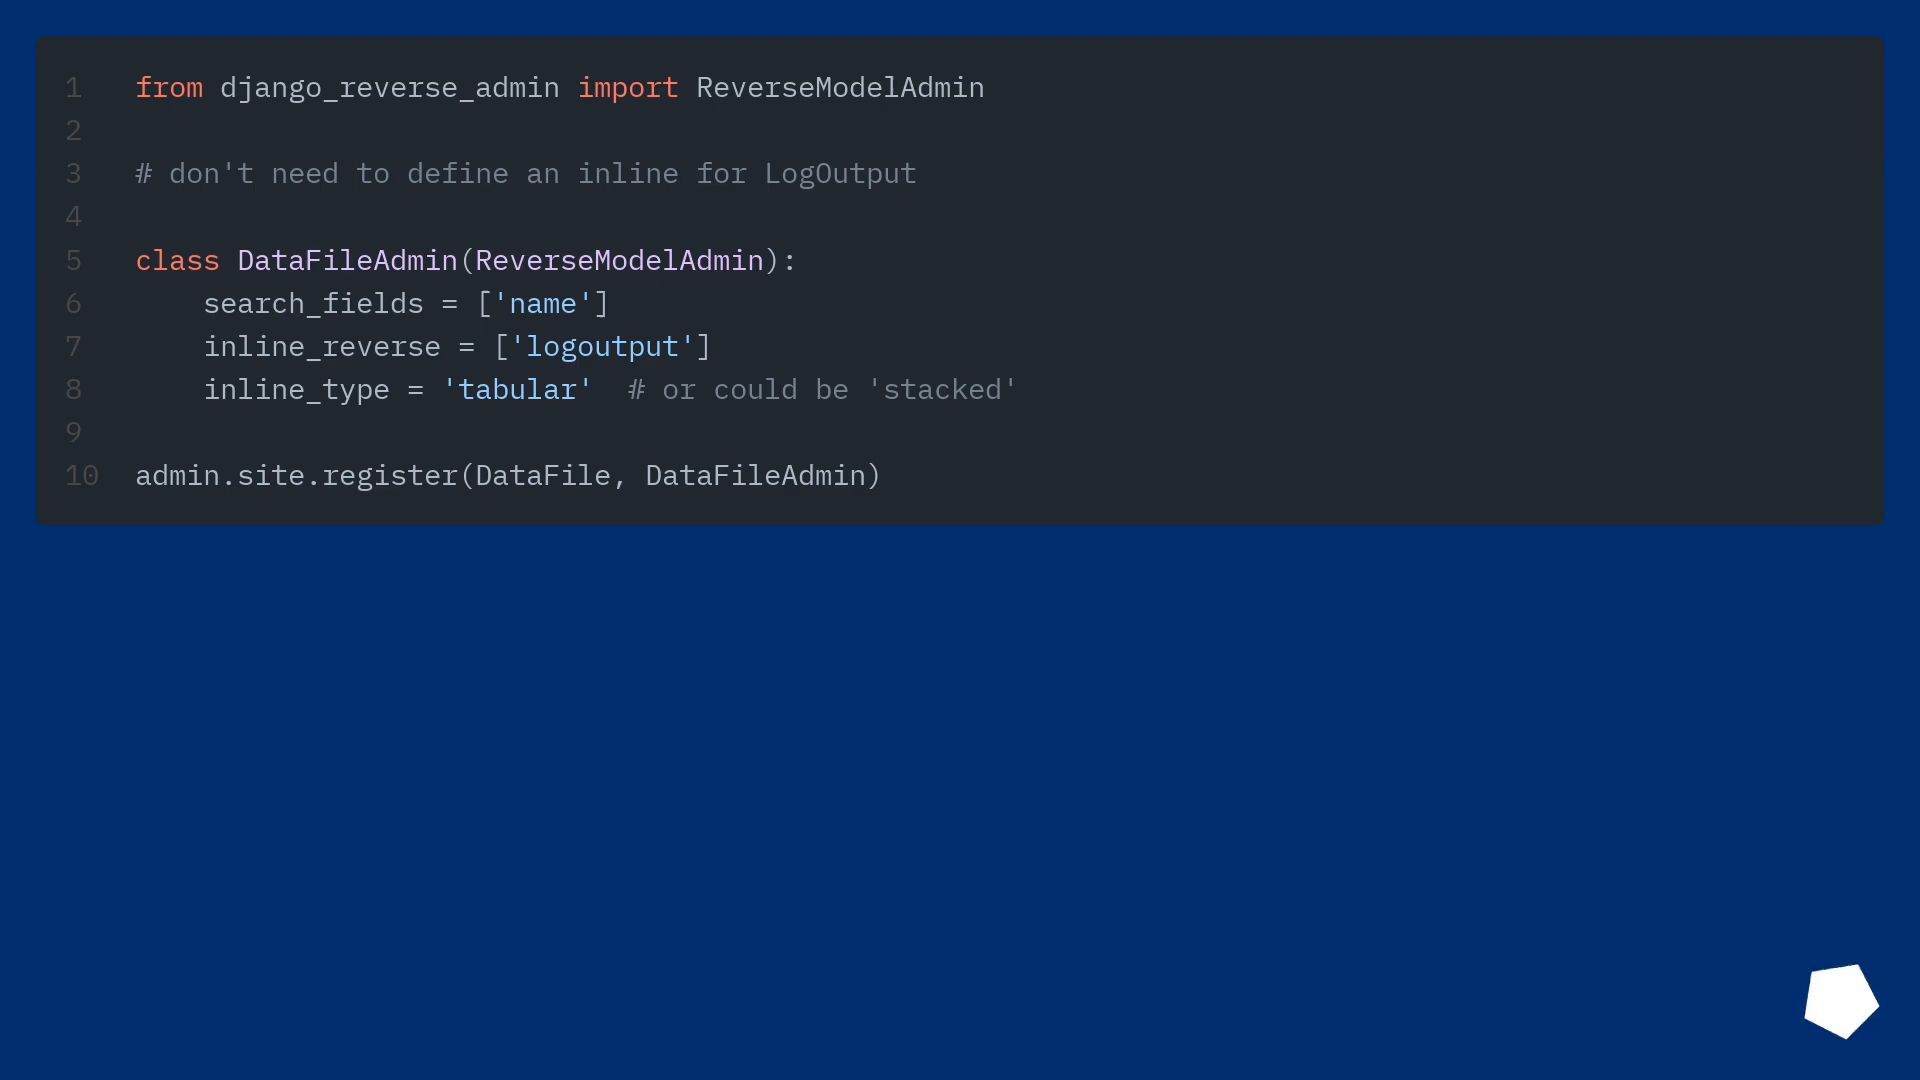 1 from django_reverse_admin import ReverseModelAdmin
2
3 # don't need to define an inline for LogOutput
4
5 class DataFileAdmin(ReverseModelAdmin):
6     search_fields = ['name']
7     inline_reverse = ['logoutput']
8     inline_type = 'tabular'  # or could be 'stacked'
9
10 admin.site.register(DataFile, DataFileAdmin)